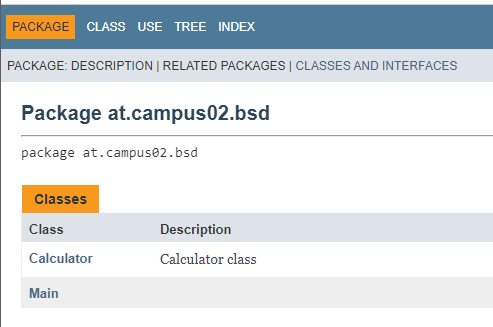 PACKAGE CLASS USE TREE INDEX
PACKAGE: DESCRIPTION | RELATED PACKAGES | CLASSES AND INTERFACES
Package at.campus02.bsd
package at.campus02.bsd
Classes
Class Description
Calculator Calculator class
Main